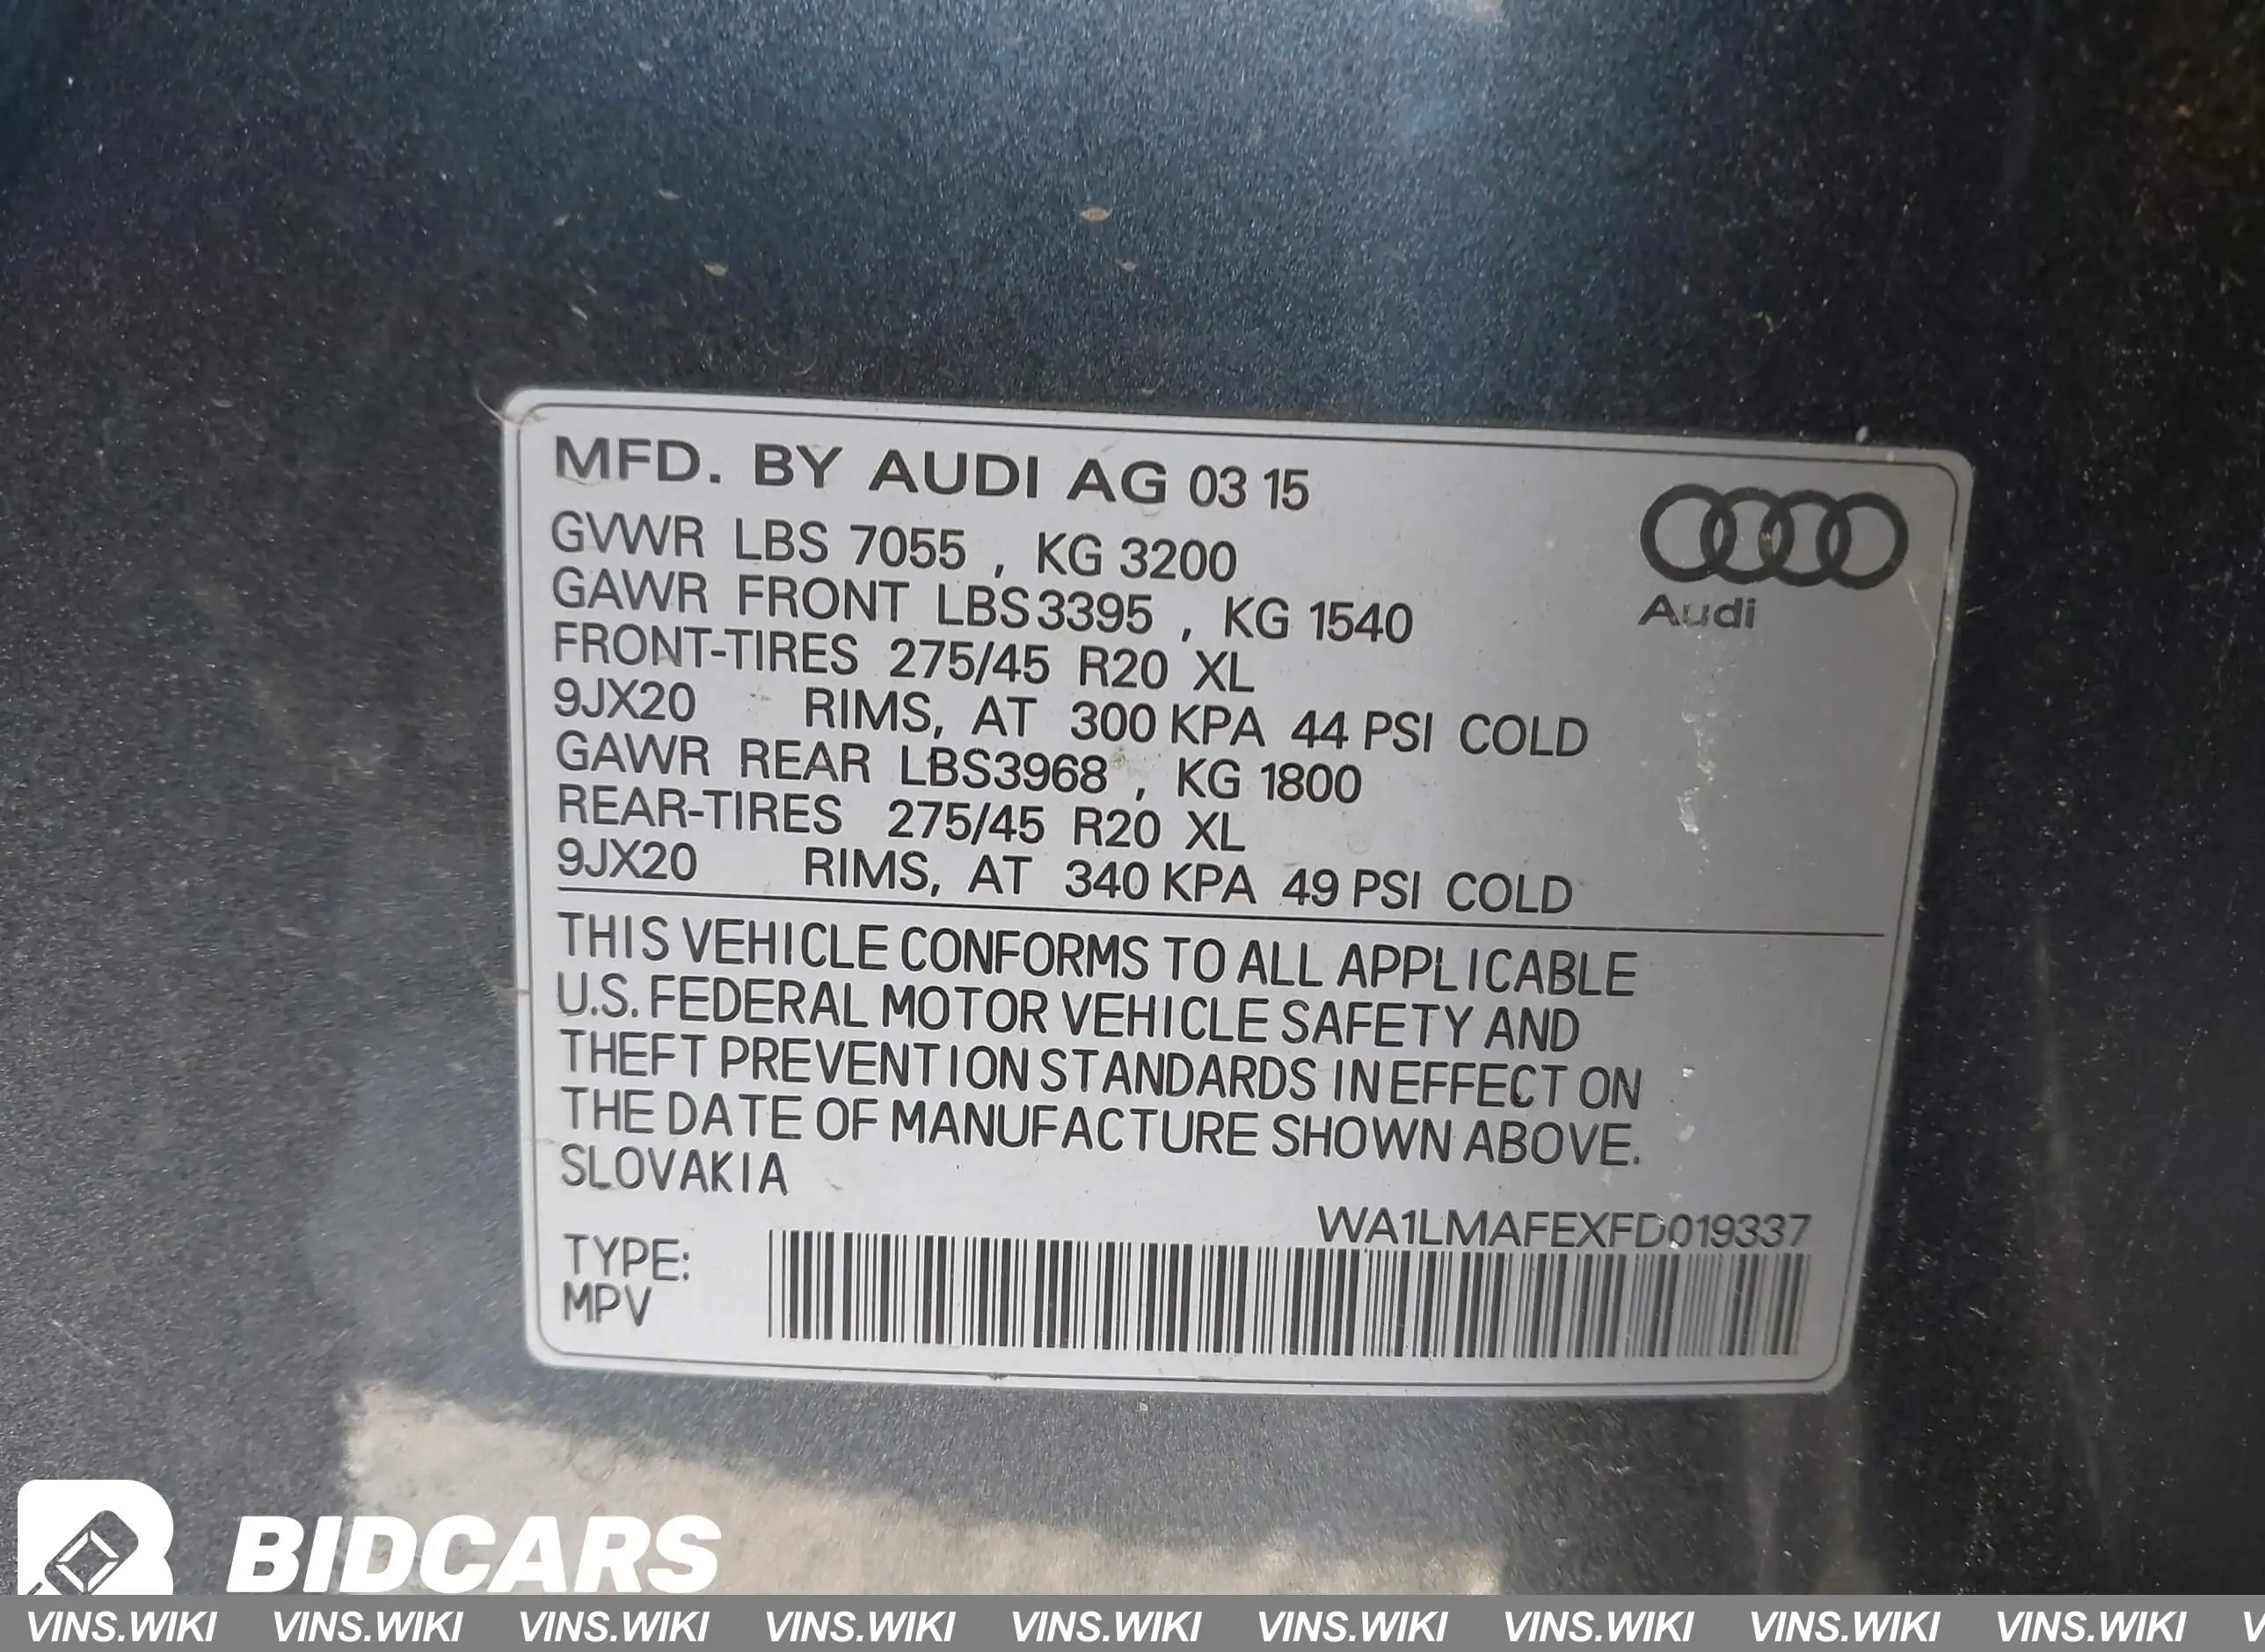 MFD. BY AUDI AG 03 15
GVWR LBS 7055 , KG 3200
GAWR FRONT LBS3395 , KG 1540
FRONT-TIRES 275/45 R20 XL
9JX20 RIMS, AT 300 KPA 44 PSI COLD
GAWR REAR LBS3968 , KG 1800
REAR-TIRES 275/45 R20 XL
9JX20 RIMS, AT 340 KPA 49 PSI COLD
Audi
THIS VEHICLE CONFORMS TO ALL APPLICABLE
U.S. FEDERAL MOTOR VEHICLE SAFETY AND
THEFT PREVENTION STANDARDS IN EFFECT ON
THE DATE OF MANUFACTURE SHOWN ABOVE.
SLOVAKIA
WA1LMAFEXFD019337
TYPE:
MPV
BIDCARS
VINS.WIKI VINS.WIKI VINS.WIKI VINS.WIKI VINS.WIKI VINS.WIKI VINS.WIKI VINS.WIKI VINS.WIKI V